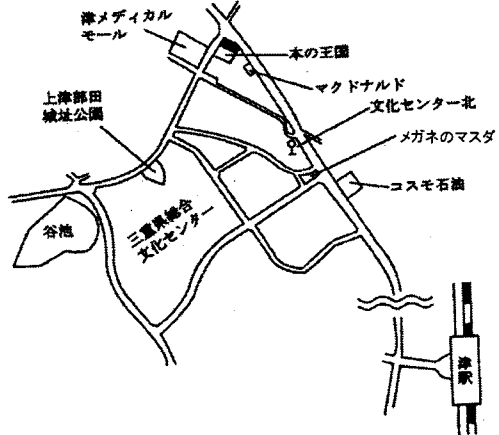 津メディカル
モール
本の王国
マクドナルド
上津部田
城址公園
文化センター北
メガネのマスダ
コスモ石油
三重県総合
文化センター
谷池
津駅